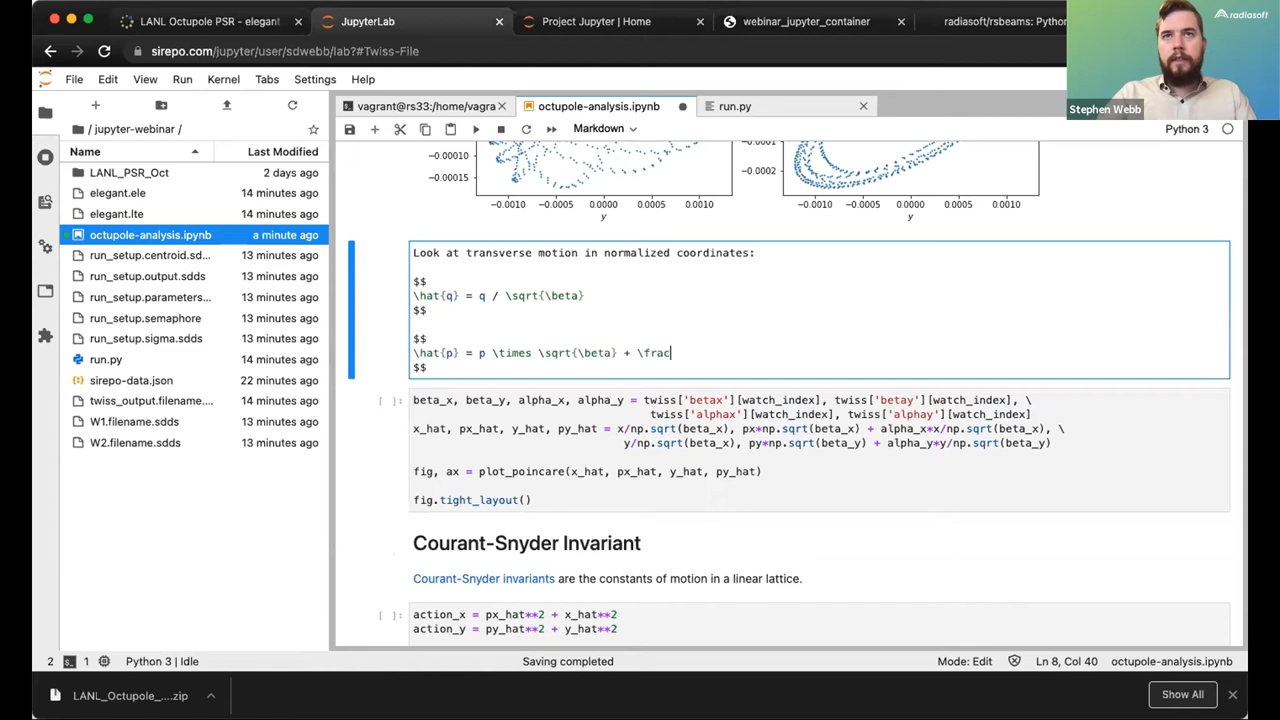 LANL Octupole PSR - elegant
JupyterLab
Project Jupyter | Home
webinar_jupyter_container
radiasoft/rsbeams: Python
radiasoft
sirepo.com/jupyter/user/sdwebb/lab?#Twiss-File
File Edit View Run Kernel Tabs Settings Help
Stephen Webb
vagrant@rs33:/home/vagra
octupole-analysis.ipynb
run.py
/ jupyter-webinar /
Markdown
Python 3
Name Last Modified
LANL_PSR_Oct 2 days ago
elegant.ele 14 minutes ago
elegant.lte 14 minutes ago
octupole-analysis.ipynb a minute ago
run_setup.centroid.sd... 13 minutes ago
run_setup.output.sdds 13 minutes ago
run_setup.parameters... 13 minutes ago
run_setup.semaphore 13 minutes ago
run_setup.sigma.sdds 13 minutes ago
run.py 14 minutes ago
sirepo-data.json 22 minutes ago
twiss_output.filename.... 13 minutes ago
W1.filename.sdds 13 minutes ago
W2.filename.sdds 13 minutes ago
−0.00010
−0.00015
−0.0010 −0.0005 0.0000 0.0005 0.0010
y
−0.0001
−0.0002
−0.0010 −0.0005 0.0000 0.0005 0.0010
y
Look at transverse motion in normalized coordinates:
$$
\hat{q} = q / \sqrt{\beta}
$$
$$
\hat{p} = p \times \sqrt{\beta} + \frac
$$
[ ]: beta_x, beta_y, alpha_x, alpha_y = twiss['betax'][watch_index], twiss['betay'][watch_index], \
twiss['alphax'][watch_index], twiss['alphay'][watch_index]
x_hat, px_hat, y_hat, py_hat = x/np.sqrt(beta_x), px*np.sqrt(beta_x) + alpha_x*x/np.sqrt(beta_x), \
y/np.sqrt(beta_x), py*np.sqrt(beta_y) + alpha_y*y/np.sqrt(beta_y)
fig, ax = plot_poincare(x_hat, px_hat, y_hat, py_hat)
fig.tight_layout()
Courant-Snyder Invariant
Courant-Snyder invariants are the constants of motion in a linear lattice.
[ ]: action_x = px_hat**2 + x_hat**2
action_y = py_hat**2 + y_hat**2
2 1 Python 3 | Idle
Saving completed
Mode: Edit
Ln 8, Col 40 octupole-analysis.ipynb
LANL_Octupole_....zip
Show All